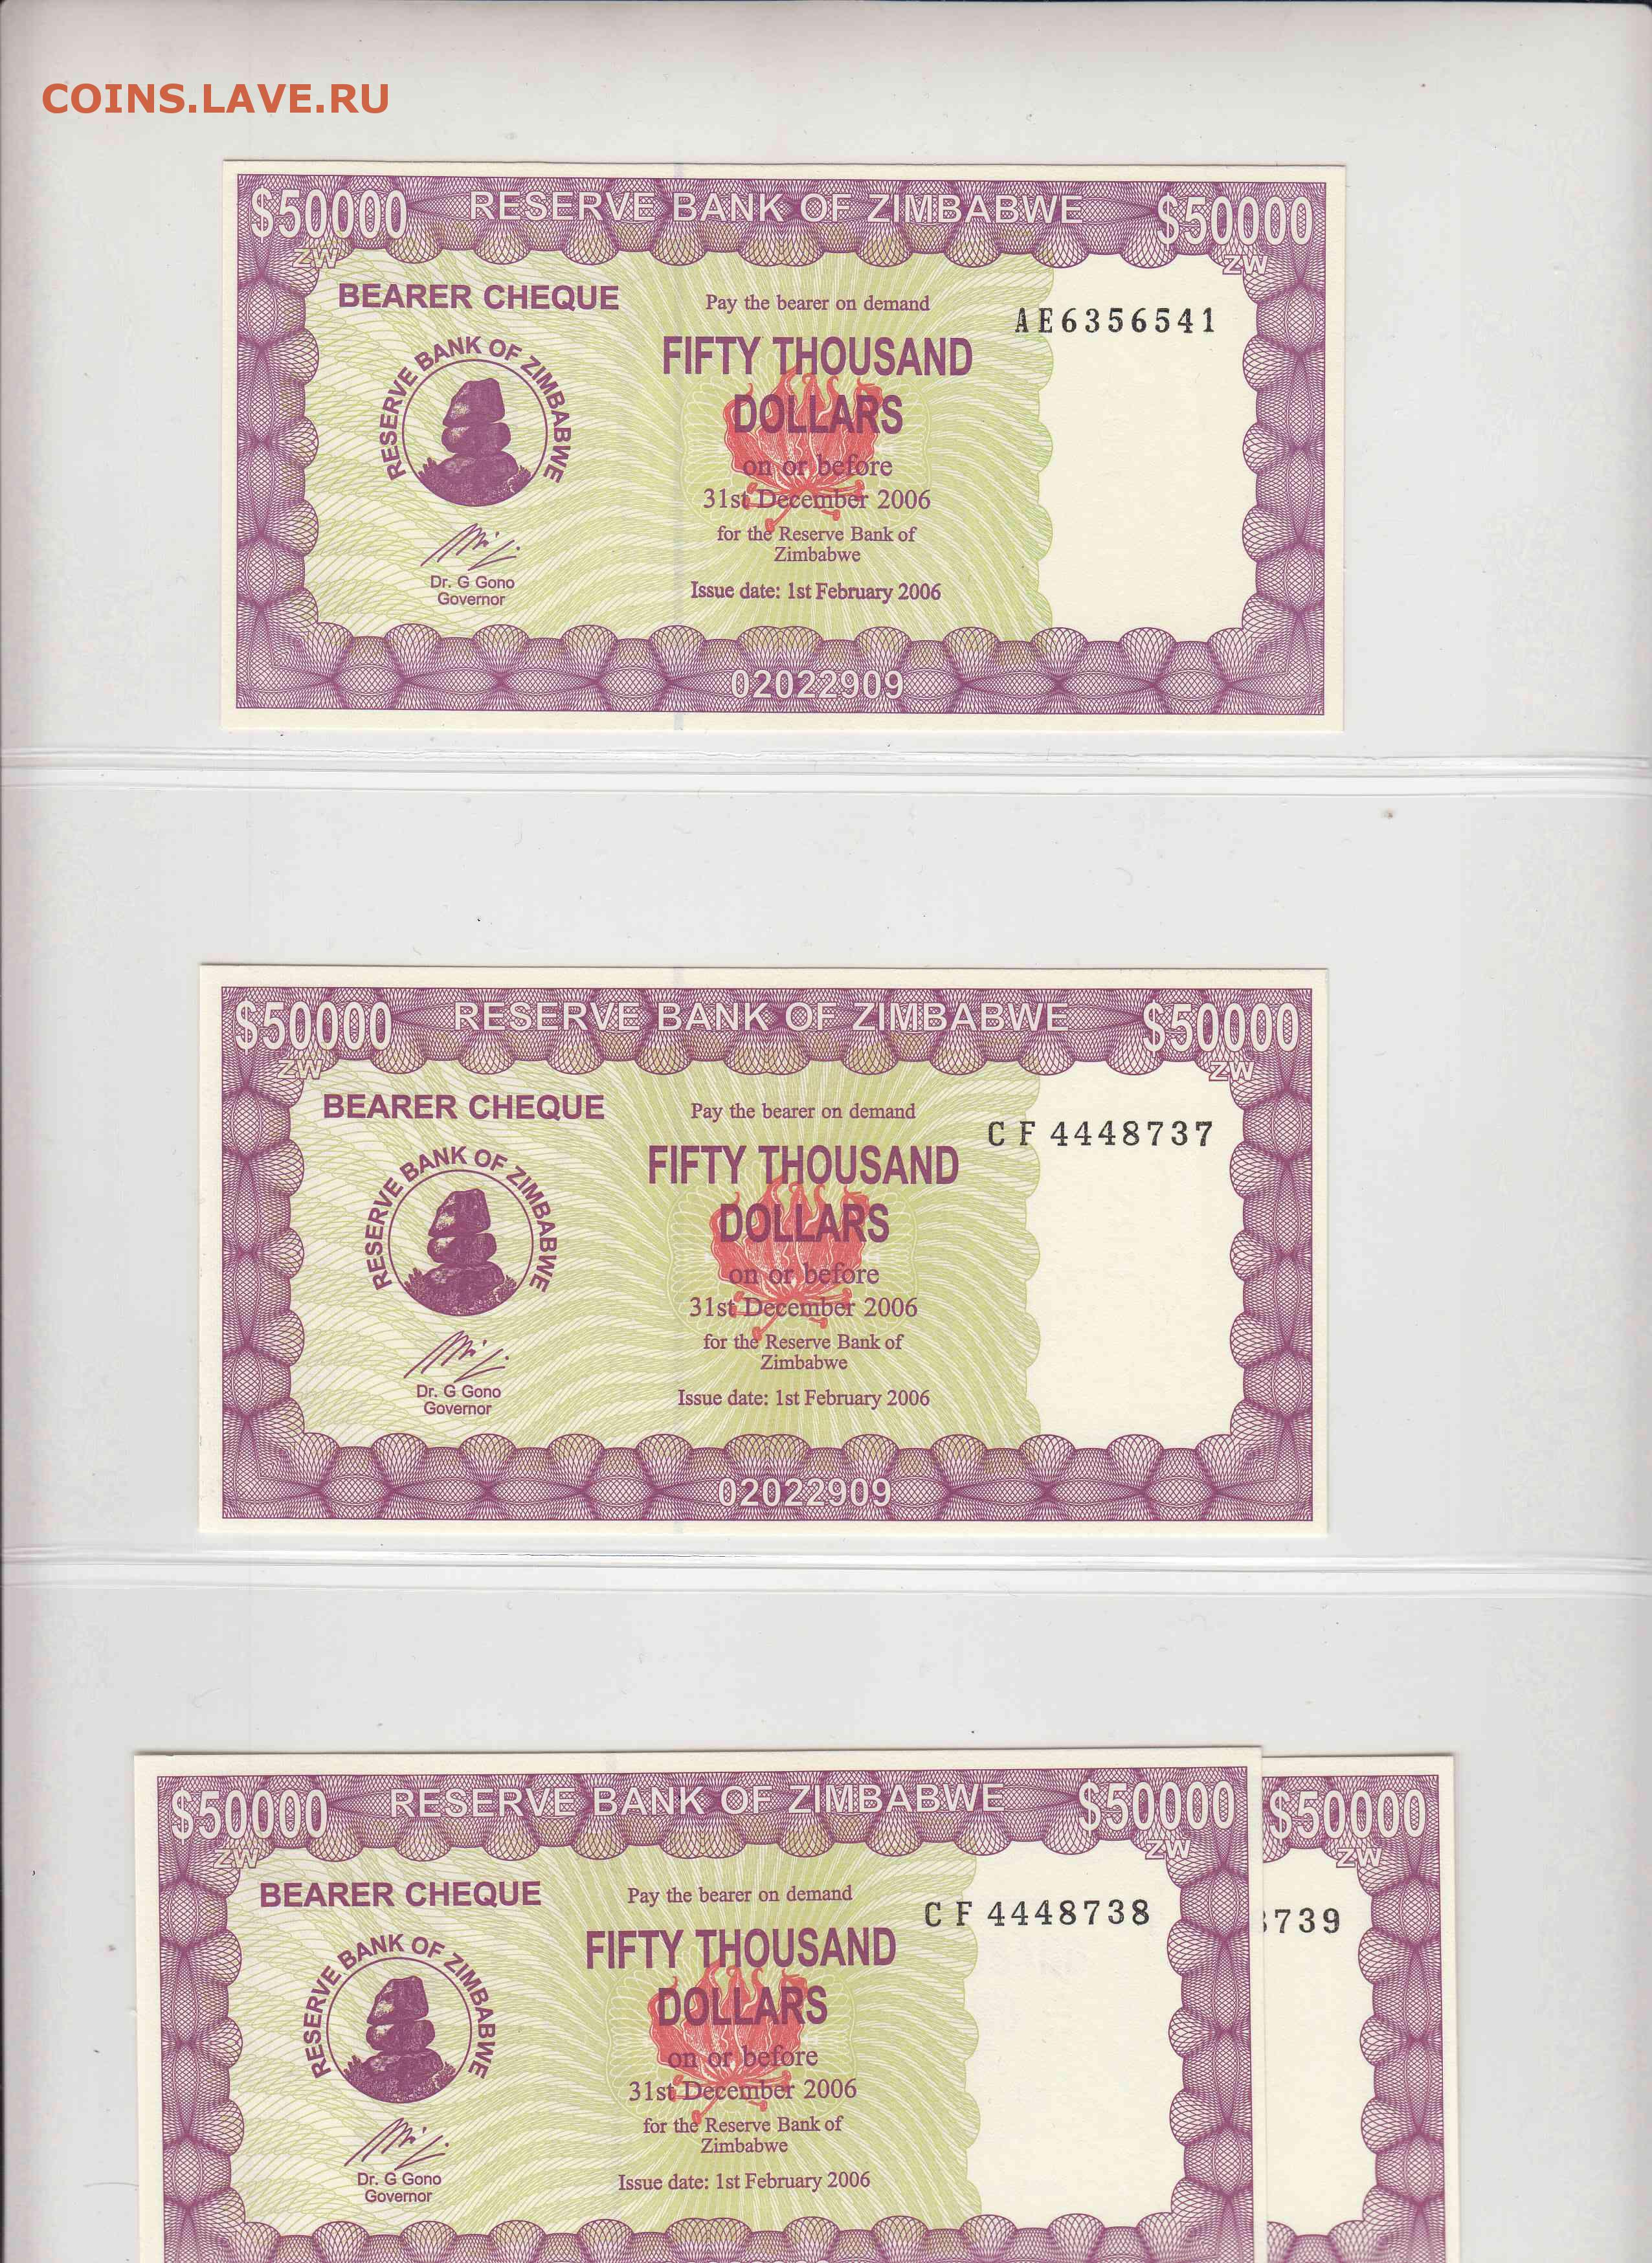 COINS.LAVE.RU
$50000 RESERVE BANK OF ZIMBABWE $50000
ZW ZW
BEARER CHEQUE Pay the bearer on demand
AE6356541
RESERVE BANK OF ZIMBABWE
FIFTY THOUSAND
DOLLARS
on or before
31st December 2006
for the Reserve Bank of
Zimbabwe
Dr. G Gono
Governor
Issue date: 1st February 2006
02022909
$50000 RESERVE BANK OF ZIMBABWE $50000
ZW ZW
BEARER CHEQUE Pay the bearer on demand
CF 4448737
RESERVE BANK OF ZIMBABWE
FIFTY THOUSAND
DOLLARS
on or before
31st December 2006
for the Reserve Bank of
Zimbabwe
Dr. G Gono
Governor
Issue date: 1st February 2006
02022909
$50000 RESERVE BANK OF ZIMBABWE $50000 $50000
ZW ZW ZW
BEARER CHEQUE Pay the bearer on demand
CF 4448738 739
RESERVE BANK OF ZIMBABWE
FIFTY THOUSAND
DOLLARS
on or before
31st December 2006
for the Reserve Bank of
Zimbabwe
Dr. G Gono
Governor
Issue date: 1st February 2006